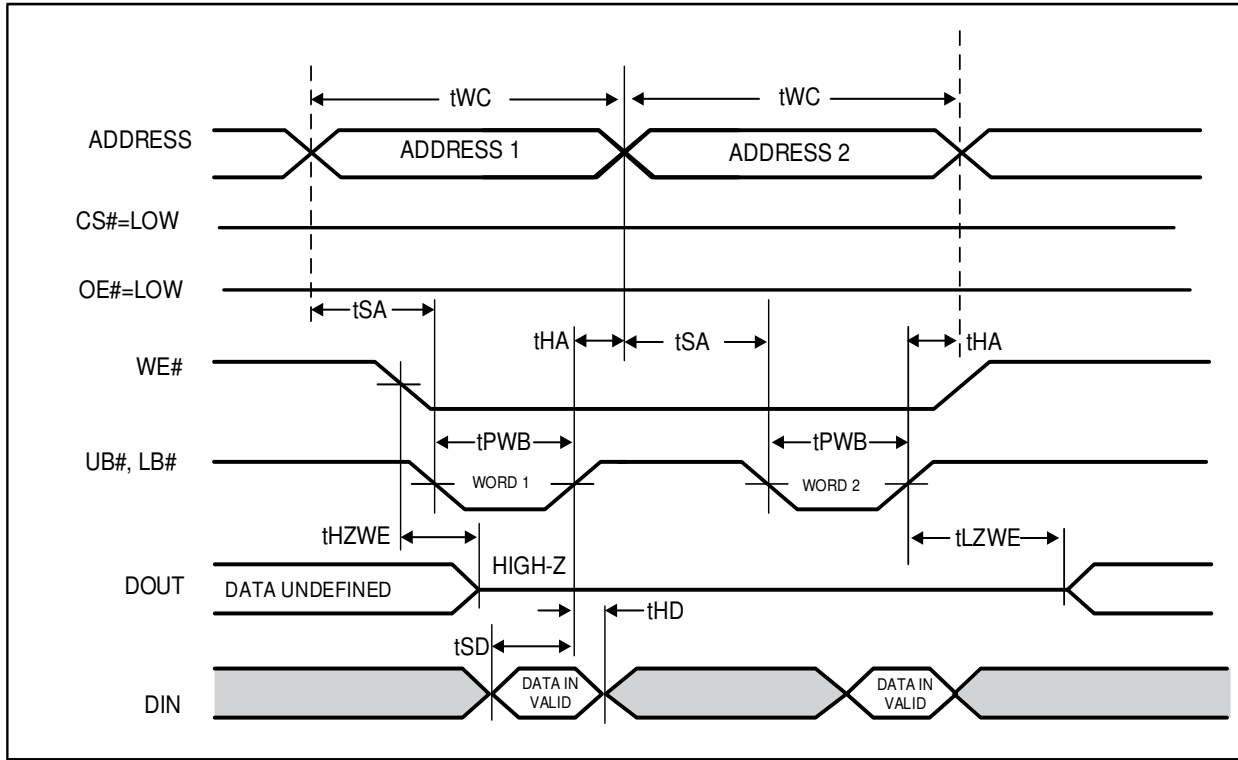 tWC
tWC
ADDRESS
ADDRESS 1
ADDRESS 2
CS#=LOW
OE#=LOW
tSA
tHA
tSA
tHA
WE#
tPWB
tPWB
UB#, LB#
WORD 1
WORD 2
tHZWE
tLZWE
HIGH-Z
DOUT
DATA UNDEFINED
tHD
tSD
DIN
DATA IN
VALID
DATA IN
VALID